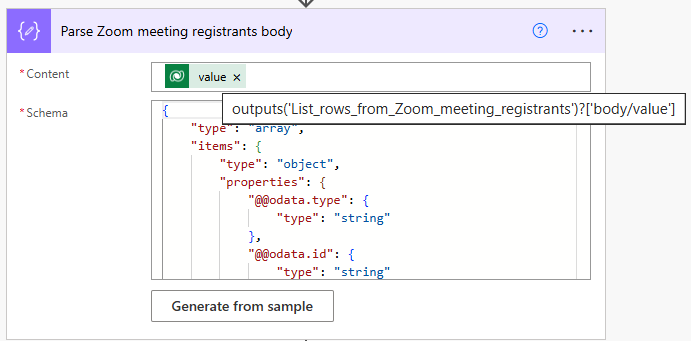 Parse Zoom meeting registrants body
?
...
* Content
value ×
outputs('List_rows_from_Zoom_meeting_registrants')?['body/value']
* Schema
{
"type": "array",
"items": {
"type": "object",
"properties": {
"@@odata.type": {
"type": "string"
},
"@@odata.id": {
"type": "string"
Generate from sample